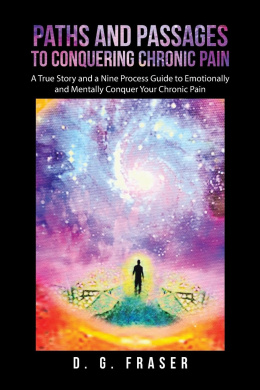 PATHS AND PASSAGES
TO CONQUERING CHRONIC PAIN
A True Story and a Nine Process Guide to Emotionally
and Mentally Conquer Your Chronic Pain
D. G. FRASER